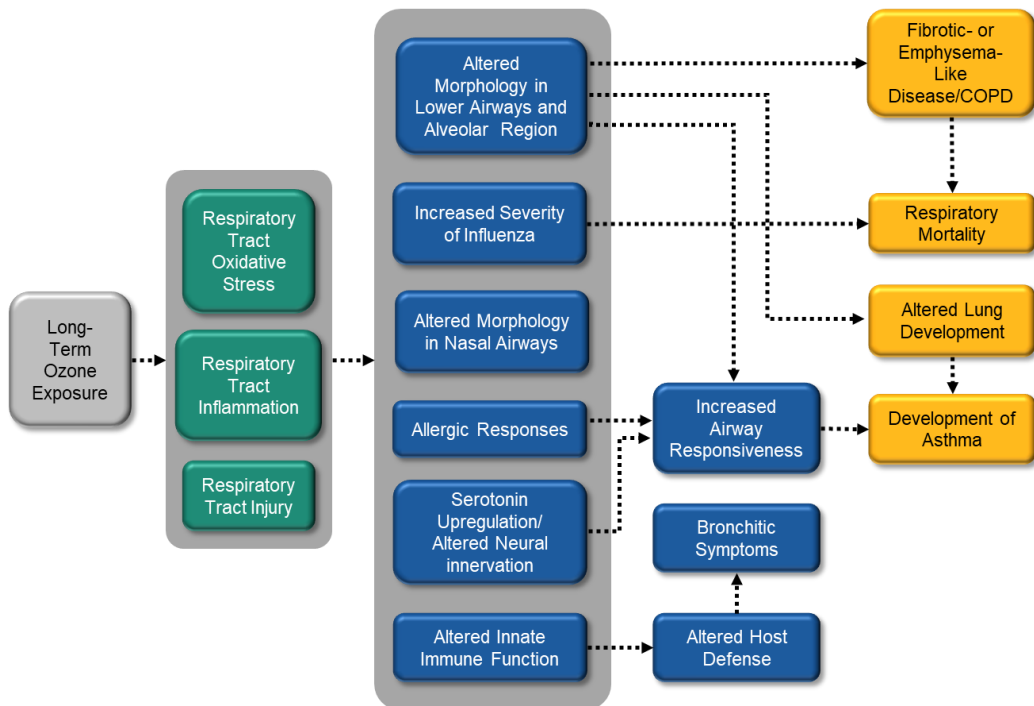 Long-
Term
Ozone
Exposure
Respiratory
Tract
Oxidative
Stress
Respiratory
Tract
Inflammation
Respiratory
Tract Injury
Altered
Morphology in
Lower Airways and
Alveolar Region
Increased Severity
of Influenza
Altered Morphology
in Nasal Airways
Allergic Responses
Serotonin
Upregulation/
Altered Neural
innervation
Altered Innate
Immune Function
Increased
Airway
Responsiveness
Bronchitic
Symptoms
Altered Host
Defense
Fibrotic- or
Emphysema-
Like
Disease/COPD
Respiratory
Mortality
Altered Lung
Development
Development of
Asthma